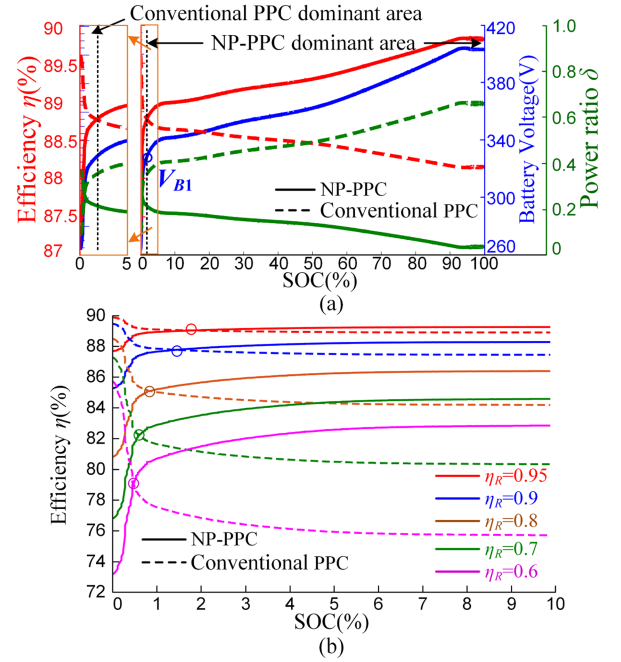 Conventional PPC dominant area
NP-PPC dominant area
Efficiency η(%)
90
89.5
89
88.5
88
87.5
87
V_B1
NP-PPC
Conventional PPC
420
380
340
300
260
Battery Voltage(V)
1.0
0.8
0.6
0.4
0.2
0
Power ratio δ
0 5 0 10 20 30 40 50 60 70 80 90 100
SOC(%)
(a)
Efficiency η(%)
90
88
86
84
82
80
78
76
74
72
η_R=0.95
η_R=0.9
η_R=0.8
η_R=0.7
η_R=0.6
NP-PPC
Conventional PPC
0 1 2 3 4 5 6 7 8 9 10
SOC(%)
(b)